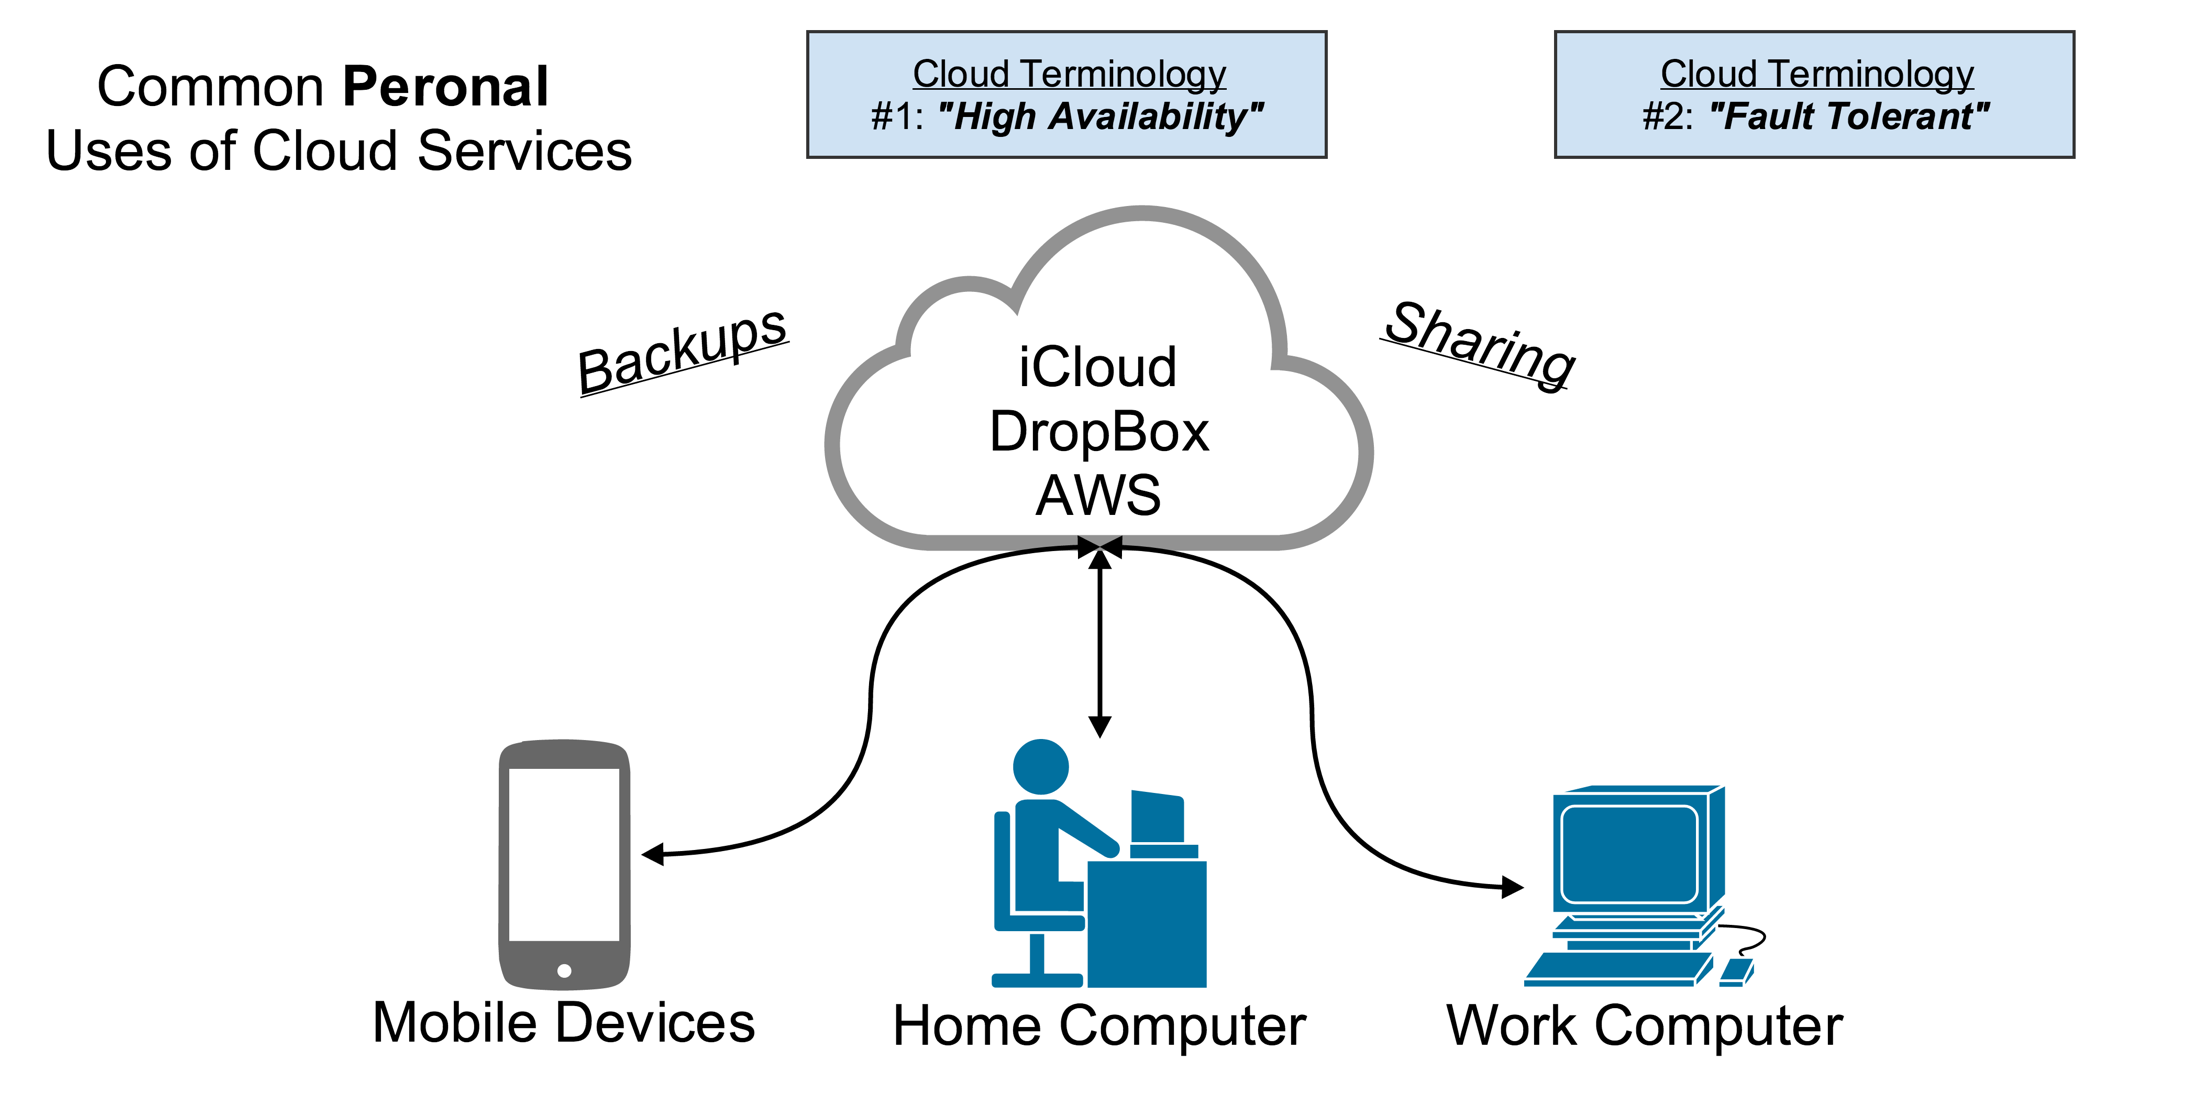 Common Peronal
Uses of Cloud Services
Cloud Terminology
#1: "High Availability"
Cloud Terminology
#2: "Fault Tolerant"
Backups
Sharing
iCloud
DropBox
AWS
Mobile Devices
Home Computer
Work Computer